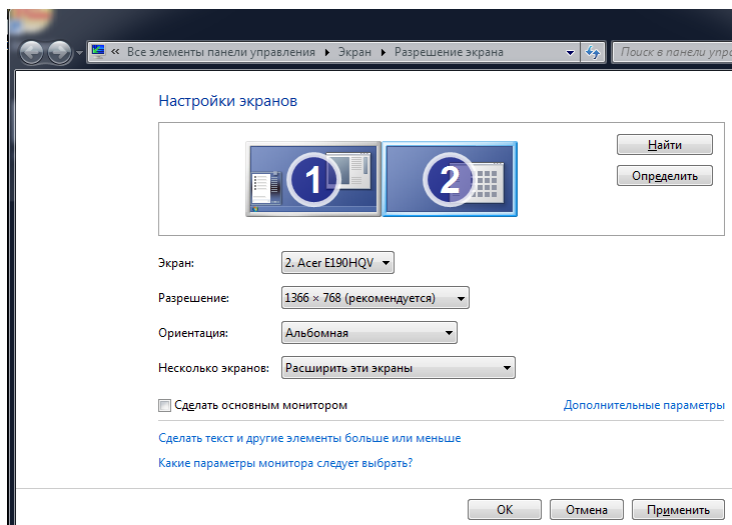 « Все элементы панели управления ▸ Экран ▸ Разрешение экрана
Поиск в панели упра
Настройки экранов
1 2
Найти
Определить
Экран: 2. Acer E190HQV
Разрешение: 1366 × 768 (рекомендуется)
Ориентация: Альбомная
Несколько экранов: Расширить эти экраны
Сделать основным монитором Дополнительные параметры
Сделать текст и другие элементы больше или меньше
Какие параметры монитора следует выбрать?
ОК Отмена Применить